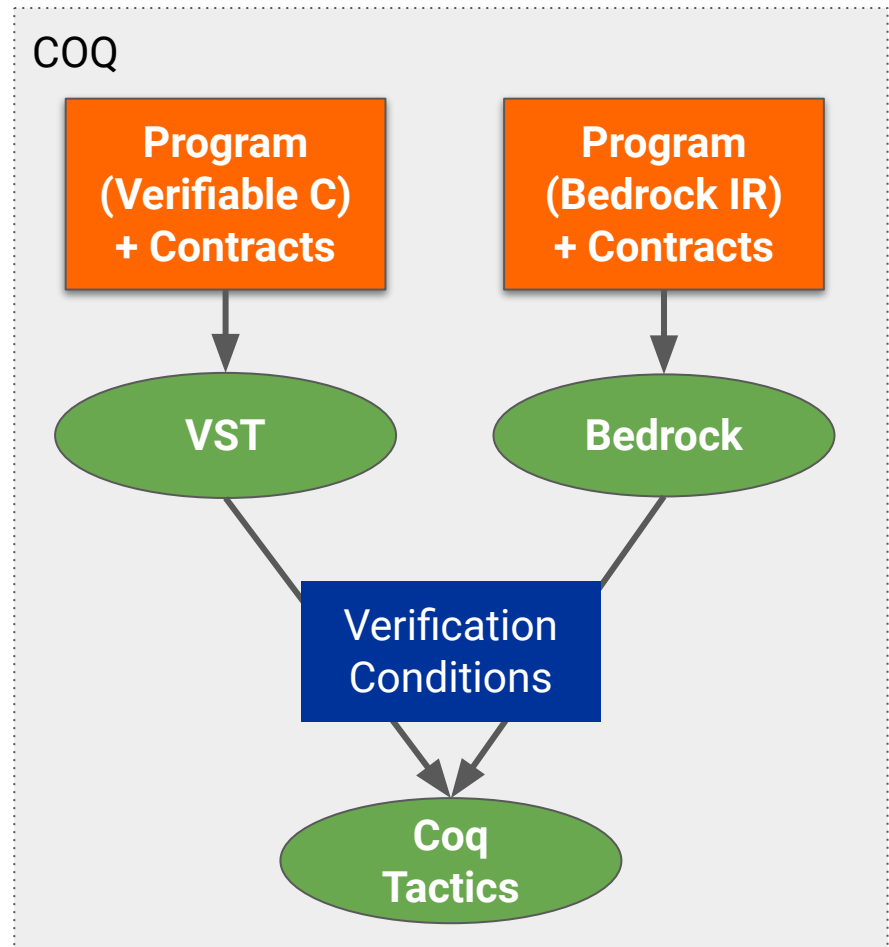 COQ
Program
(Verifiable C)
+ Contracts
Program
(Bedrock IR)
+ Contracts
VST
Bedrock
Verification
Conditions
Coq
Tactics